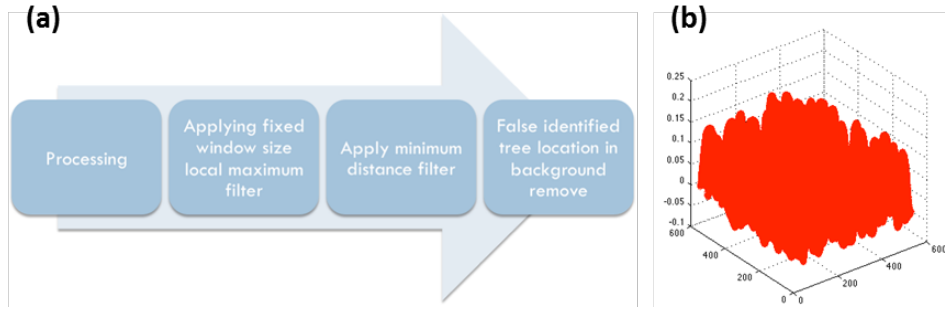 (a)
Processing
Applying fixed
window size
local maximum
filter
Apply minimum
distance filter
False identified
tree location in
background
remove
(b)
0.25
0.2
0.15
0.1
0.05
0
-0.05
-0.1
600
400
200
0
0
200
400
600